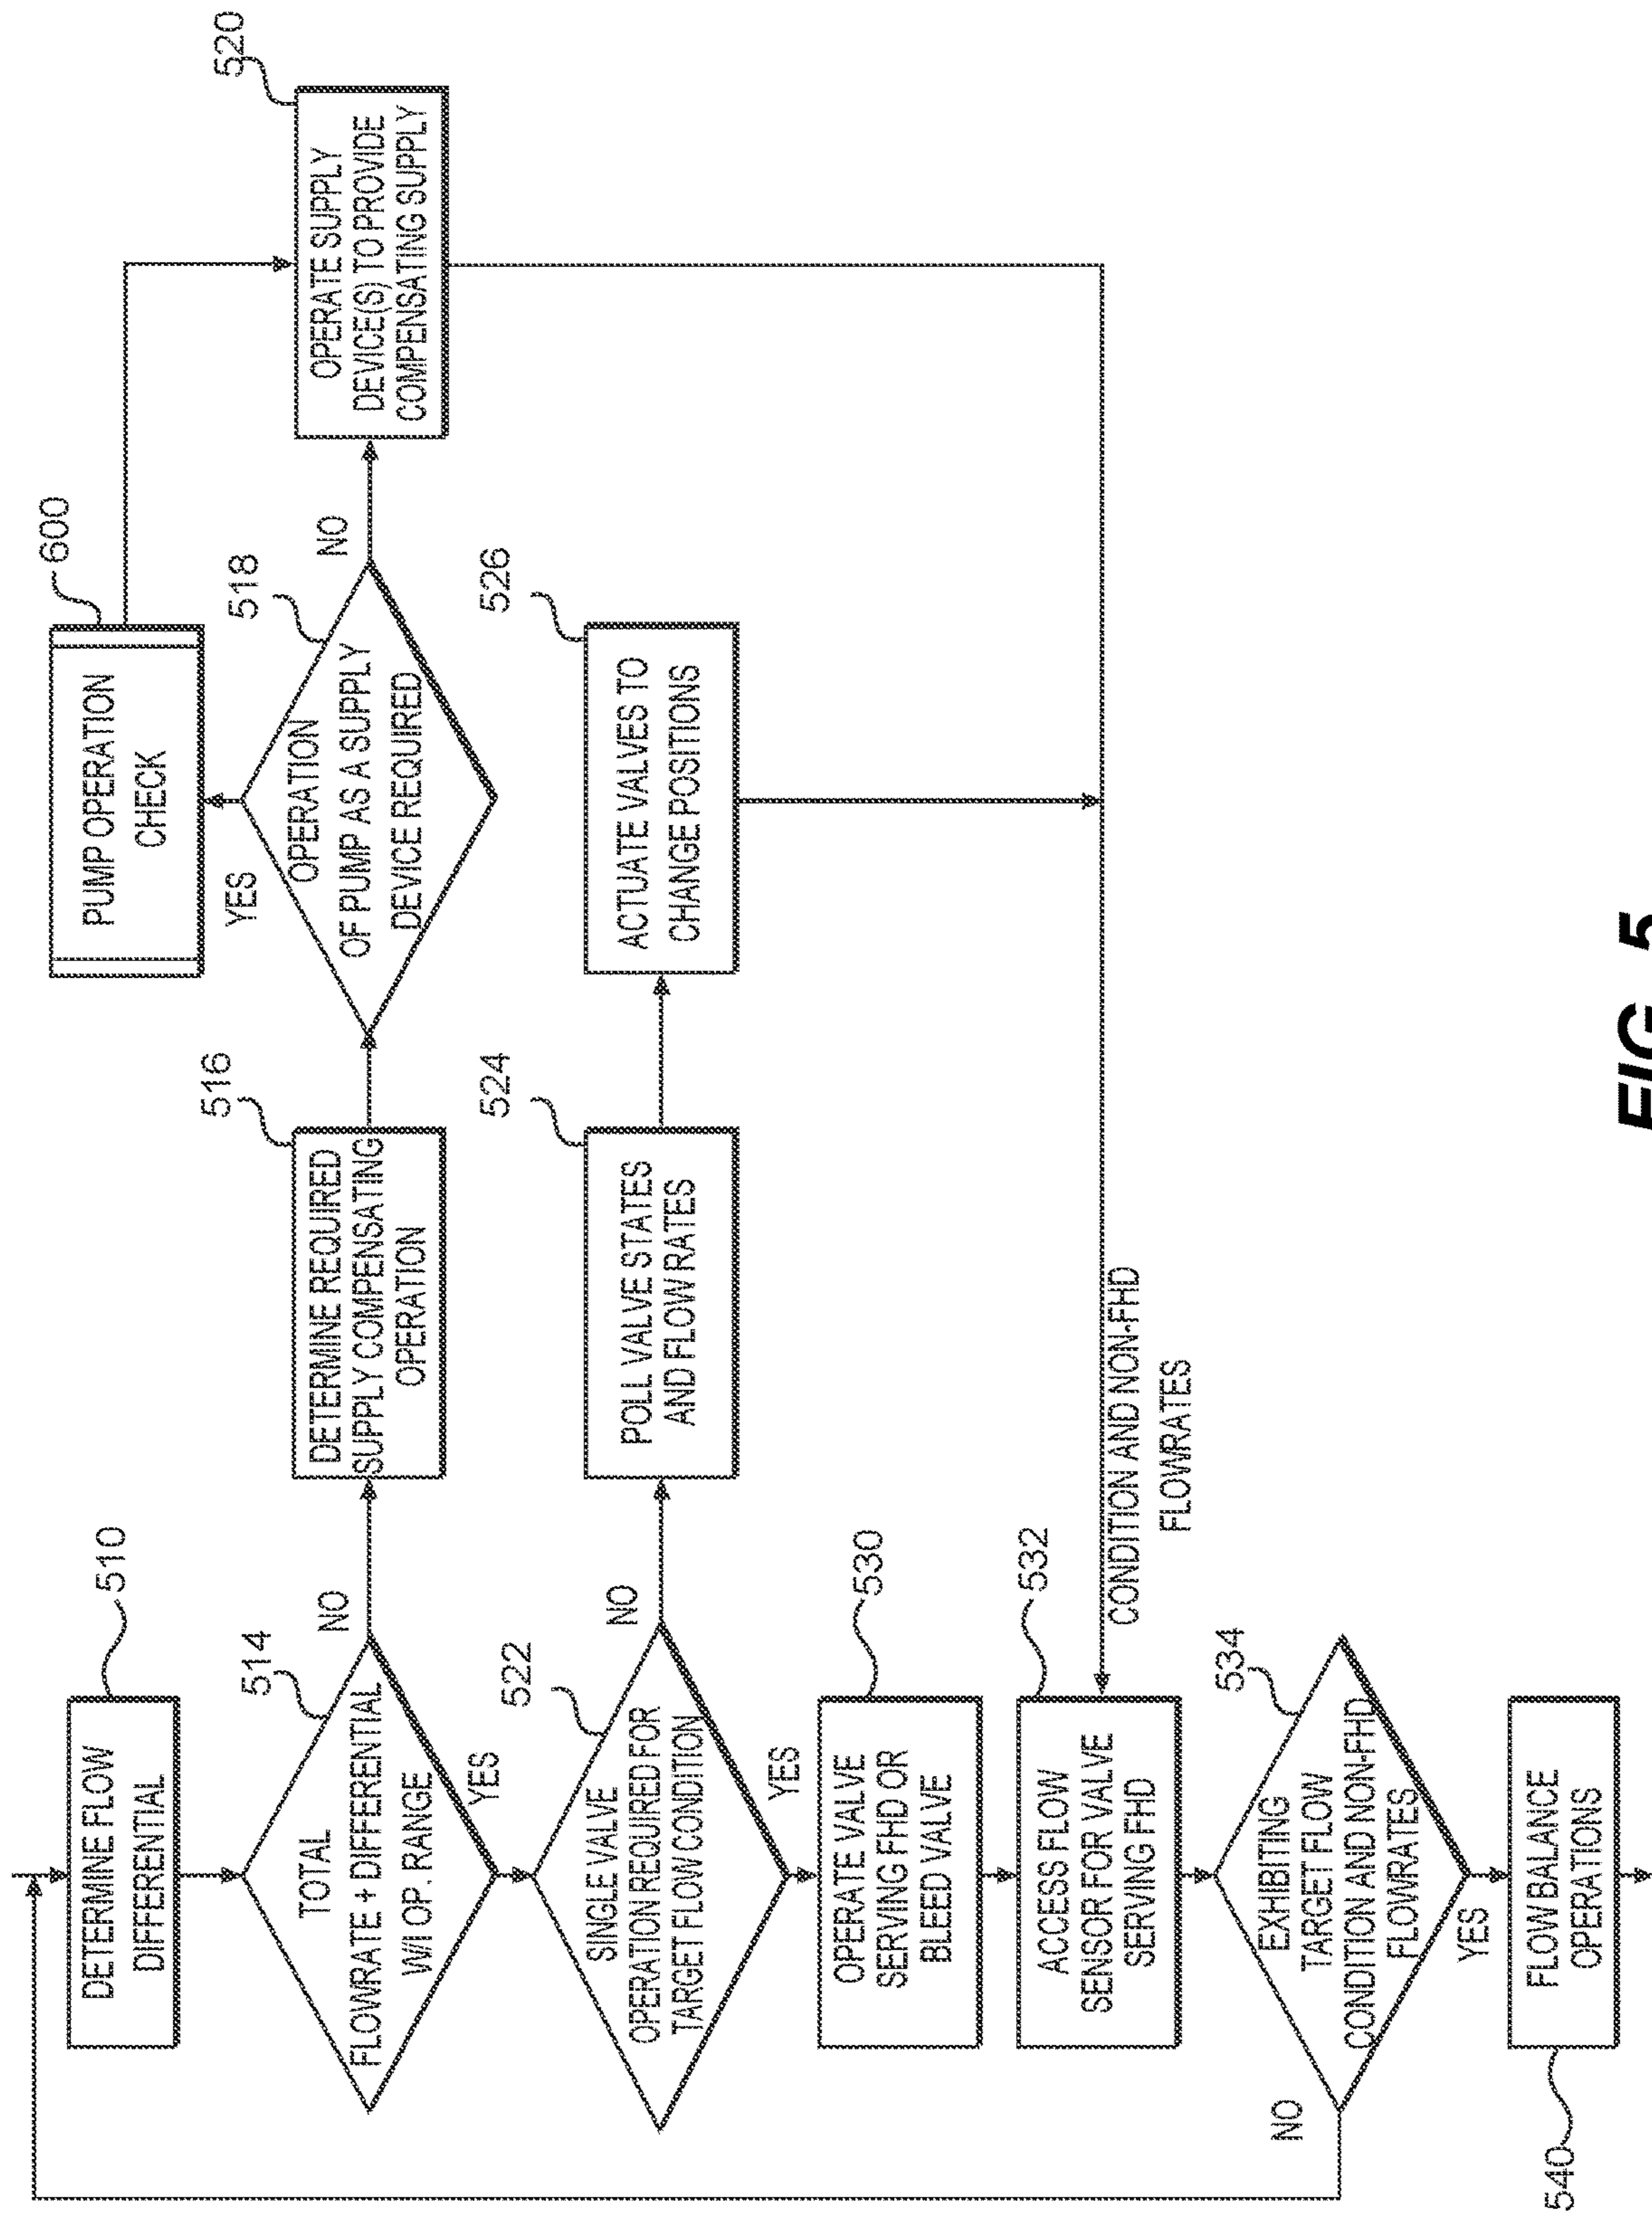 510
DETERMINE FLOW
DIFFERENTIAL
514
TOTAL
FLOWRATE + DIFFERENTIAL
WI OP. RANGE
NO
YES
516
DETERMINE REQUIRED
SUPPLY COMPENSATING
OPERATION
518
OPERATION
OF PUMP AS A SUPPLY
DEVICE REQUIRED
YES
NO
600
PUMP OPERATION
CHECK
520
OPERATE SUPPLY
DEVICE(S) TO PROVIDE
COMPENSATING SUPPLY
522
SINGLE VALVE
OPERATION REQUIRED FOR
TARGET FLOW CONDITION
NO
YES
524
POLL VALVE STATES
AND FLOW RATES
526
ACTUATE VALVES TO
CHANGE POSITIONS
530
OPERATE VALVE
SERVING FHD OR
BLEED VALVE
532
ACCESS FLOW
SENSOR FOR VALVE
SERVING FHD
CONDITION AND NON-FHD
FLOWRATES
534
EXHIBITING
TARGET FLOW
CONDITION AND NON-FHD
FLOWRATES
NO
YES
540
FLOW BALANCE
OPERATIONS
FIG. 5